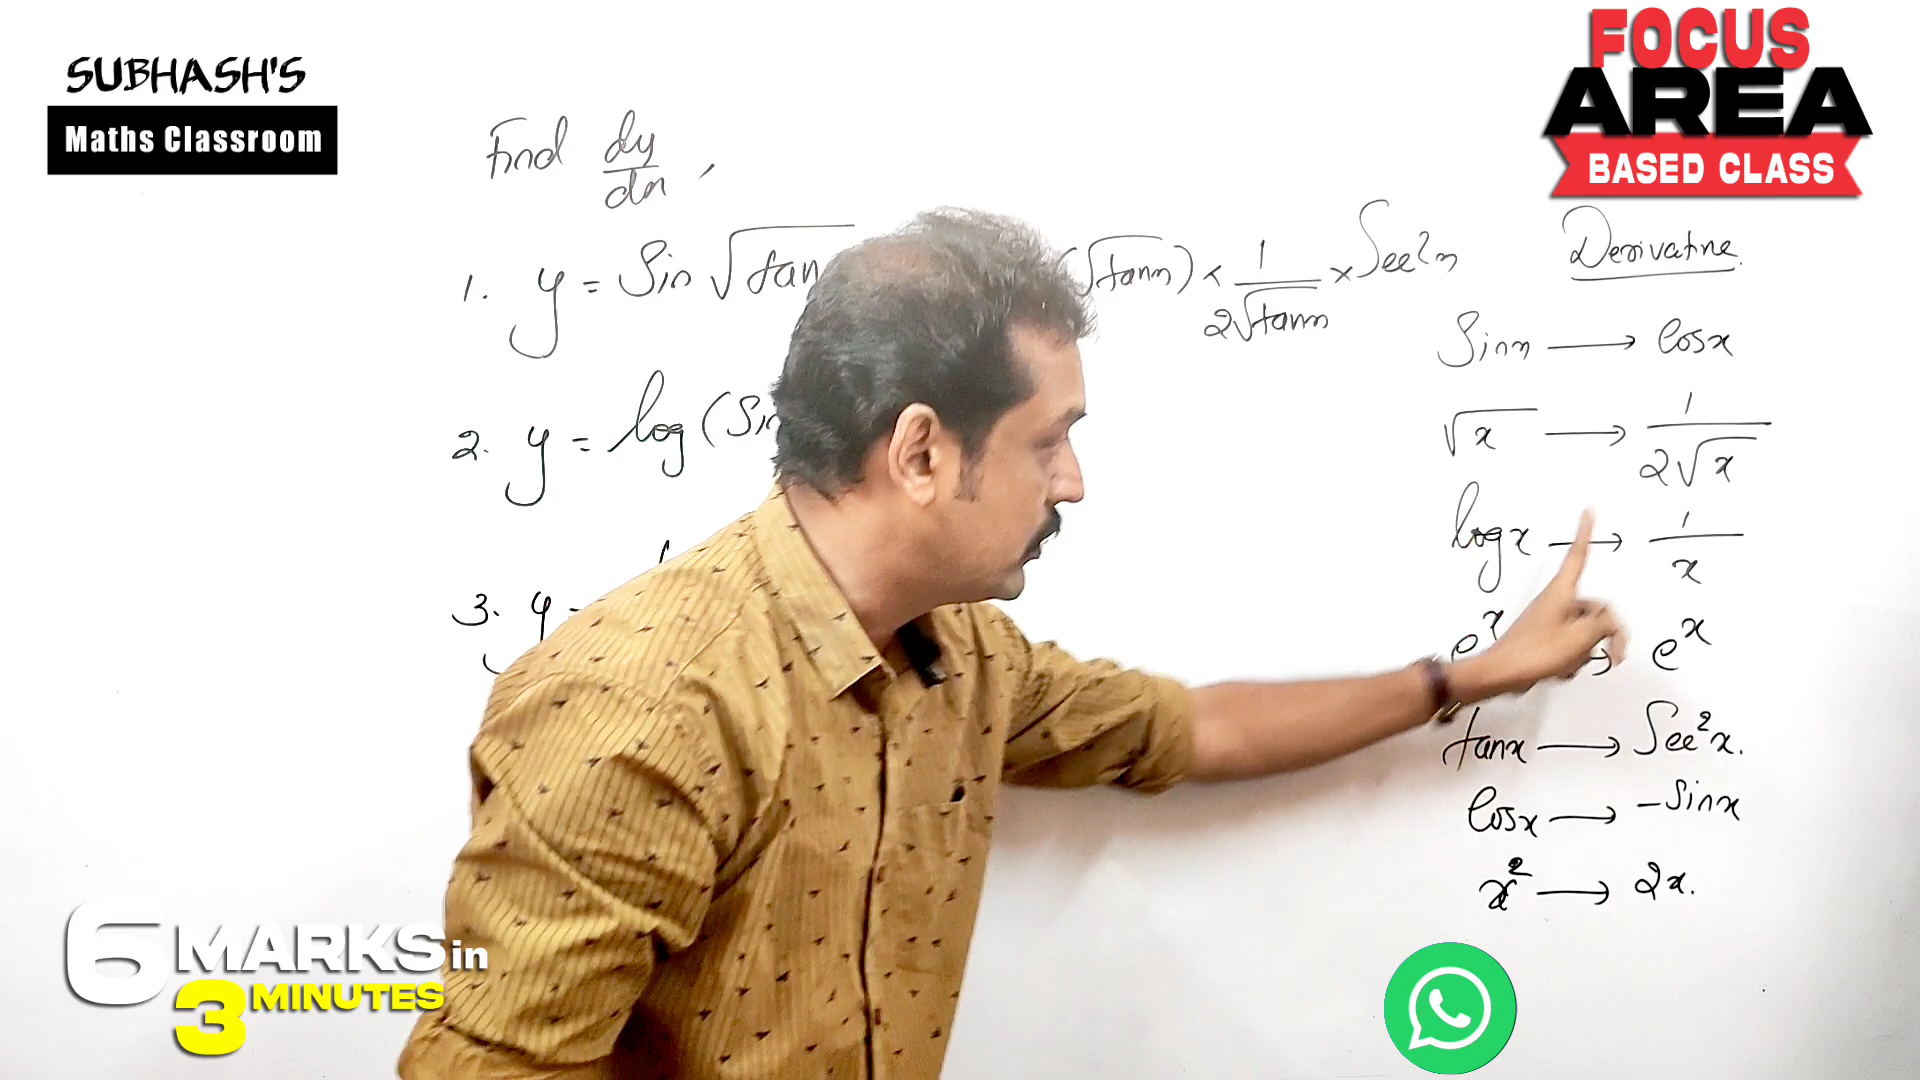 SUBHASH'S
Maths Classroom
FOCUS
AREA
BASED CLASS
Find dy/dx,
1. y = Sin √tan (√tanx) × 1/2√tanx × Sec²x
2. y = log(Sin
3. y =
Derivative
Sinx → Cosx
√x → 1/2√x
logx → 1/x
eˣ → eˣ
tanx → Sec²x.
Cosx → -Sinx
x² → 2x.
6 MARKS in
3 MINUTES